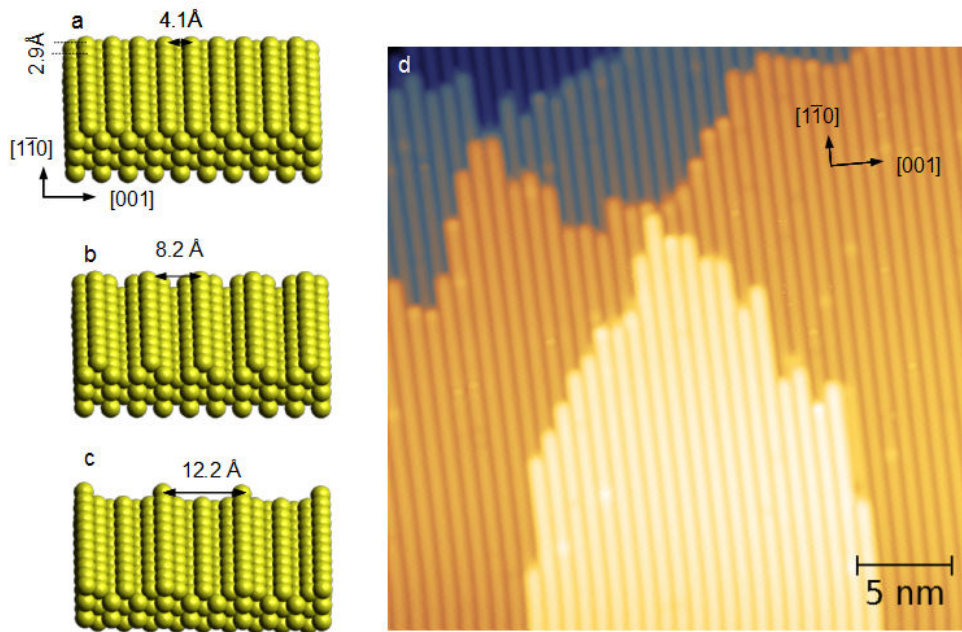 a
4.1Å
2.9Å
[11̅0]
[001]
b
8.2 Å
c
12.2 Å
d
[11̅0]
[001]
5 nm